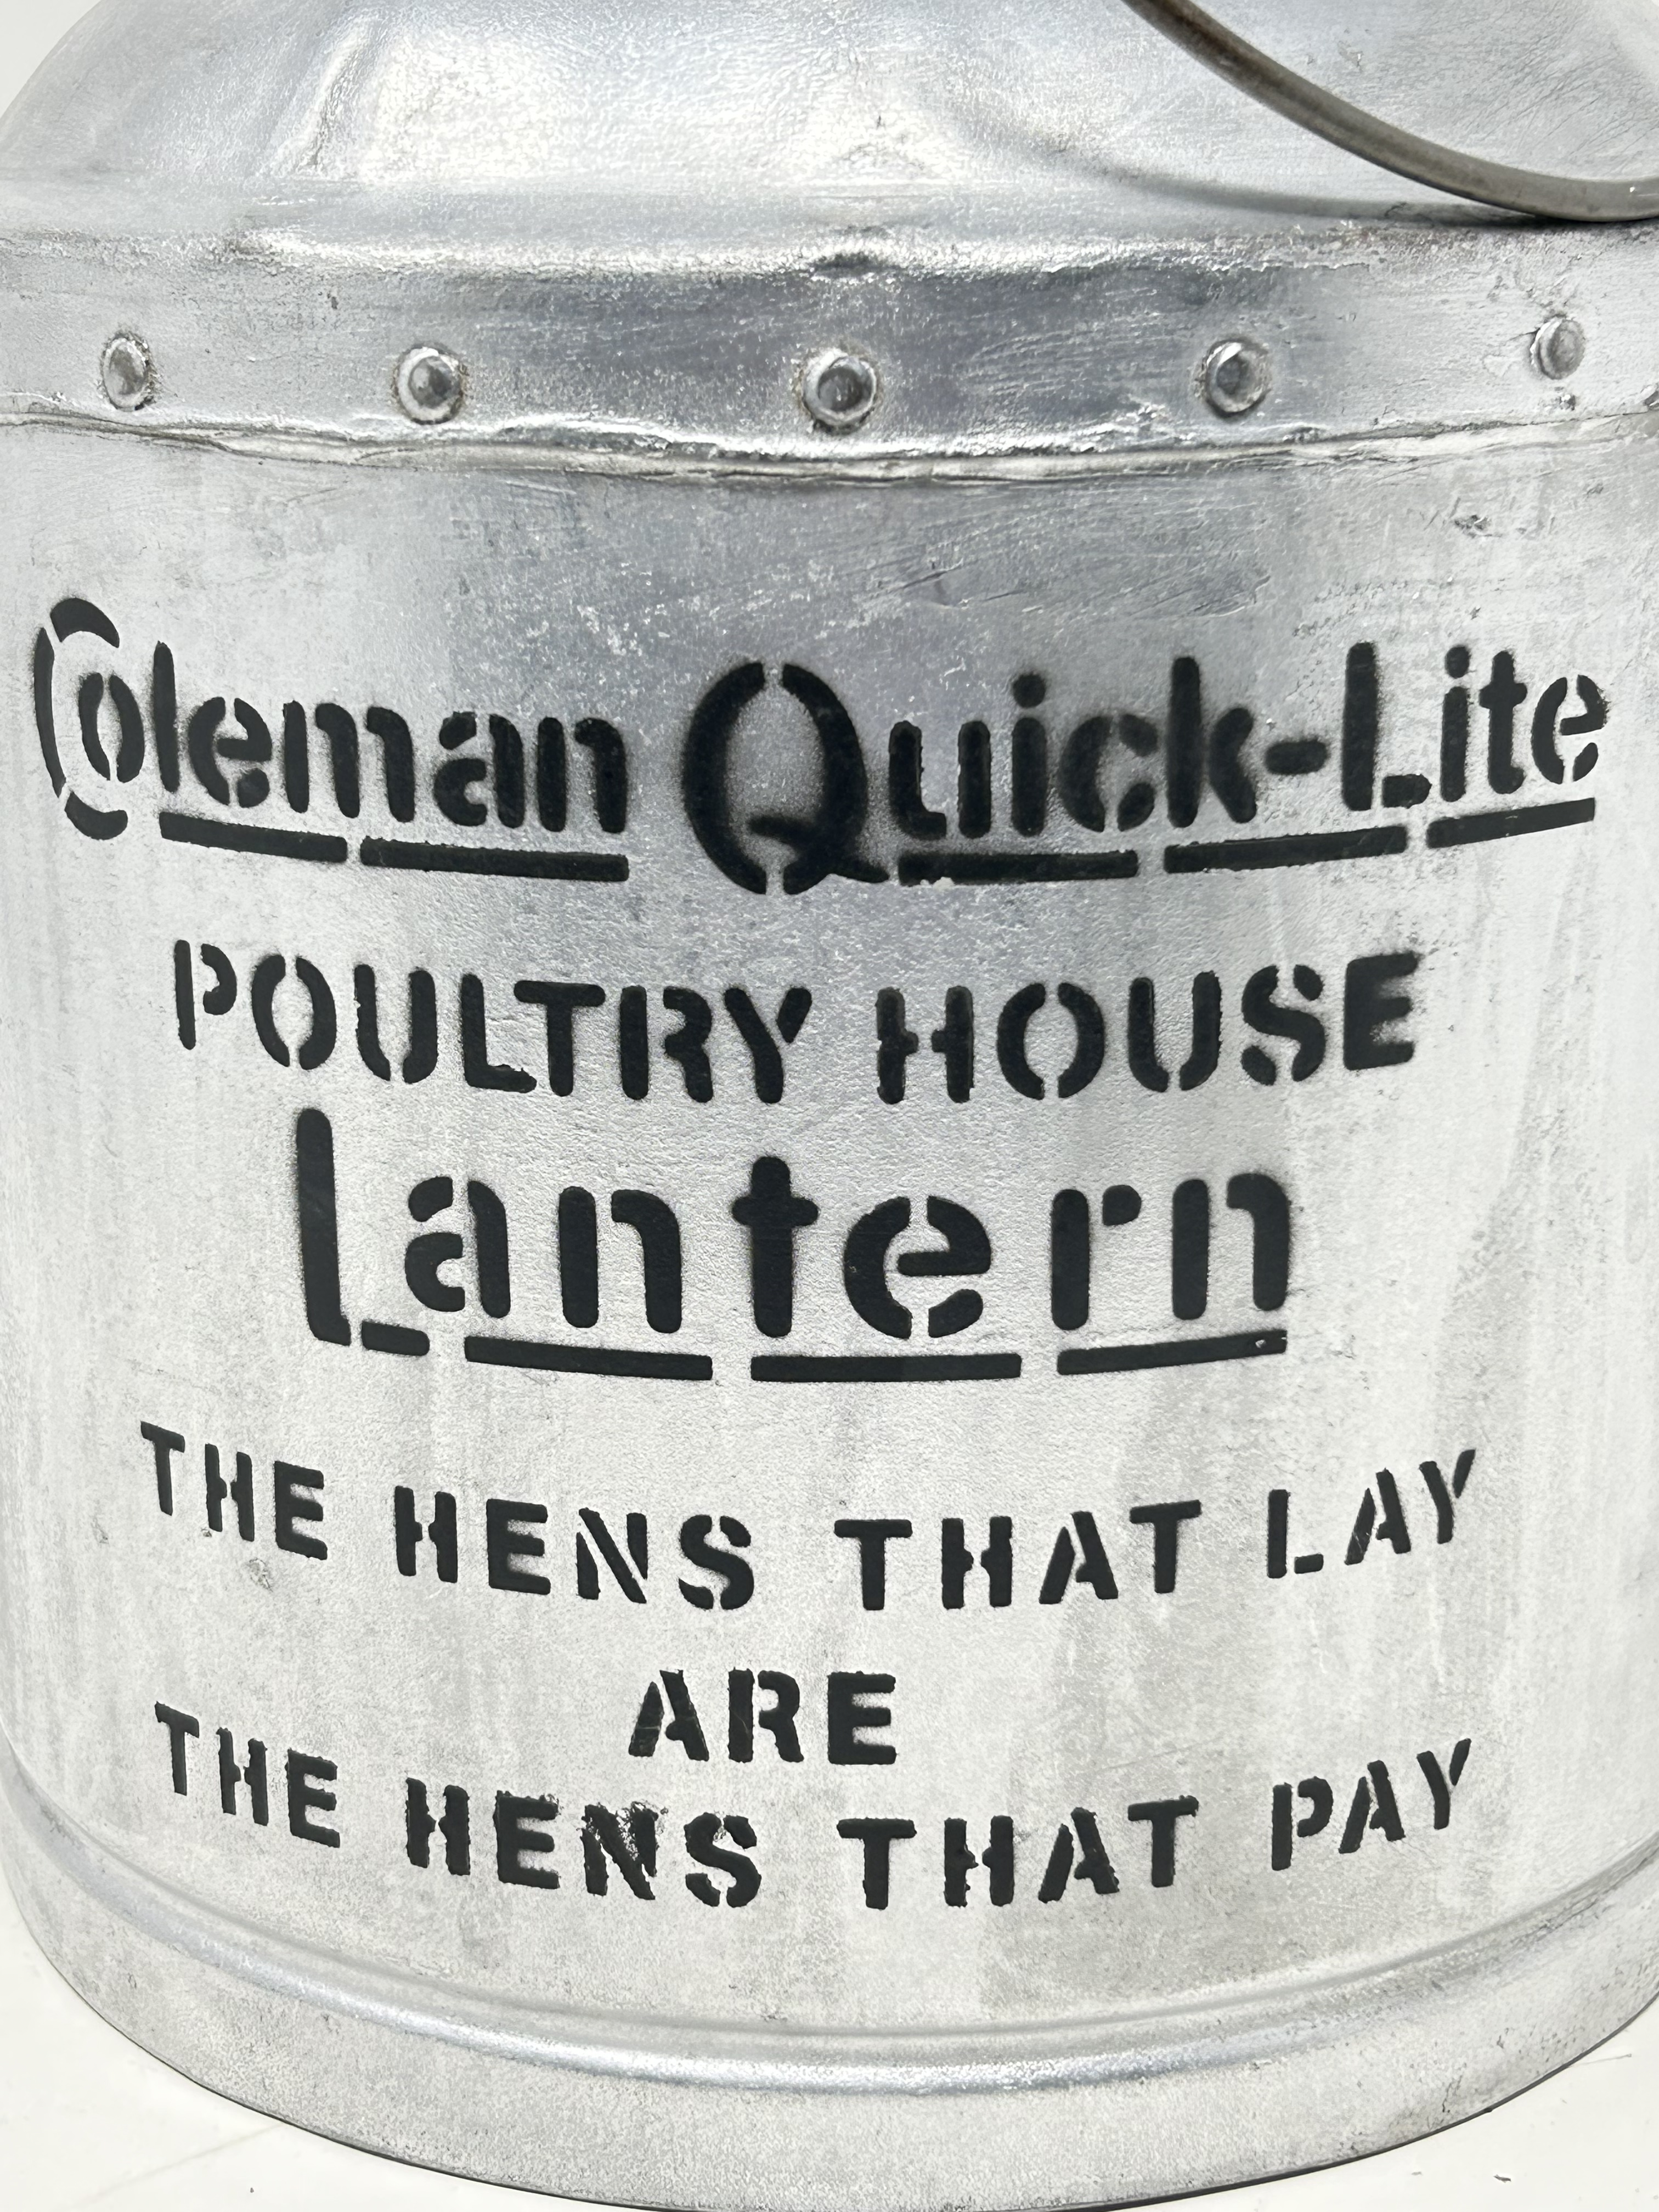 Coleman Quick-Lite
POULTRY HOUSE
Lantern
THE HENS THAT LAY
ARE
THE HENS THAT PAY